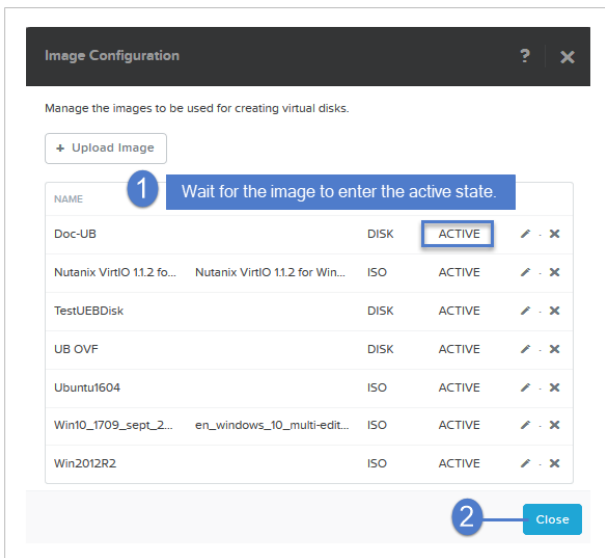 Image Configuration ? ×
Manage the images to be used for creating virtual disks.
+ Upload Image
1 Wait for the image to enter the active state.
NAME
Doc-UB DISK ACTIVE
Nutanix VirtIO 1.1.2 fo... Nutanix VirtIO 1.1.2 for Win... ISO ACTIVE
TestUEBDisk DISK ACTIVE
UB OVF DISK ACTIVE
Ubuntu1604 ISO ACTIVE
Win10_1709_sept_2... en_windows_10_multi-edit... ISO ACTIVE
Win2012R2 ISO ACTIVE
2 Close